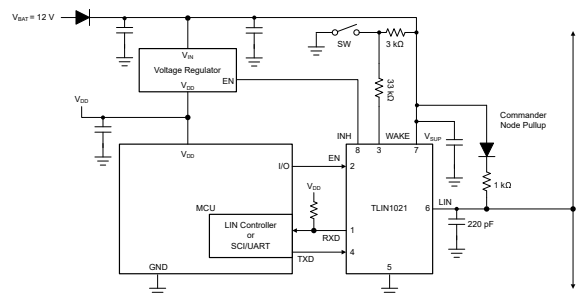 VBAT = 12 V
VIN
Voltage Regulator
EN
VDD
SW
3 kΩ
33 kΩ
VDD
INH
WAKE
VSUP
Commander
Node Pullup
8
3
7
VDD
I/O
EN
2
MCU
VDD
TLIN1021
1 kΩ
LIN
6
LIN Controller
or
SCI/UART
RXD
1
TXD
4
220 pF
GND
5